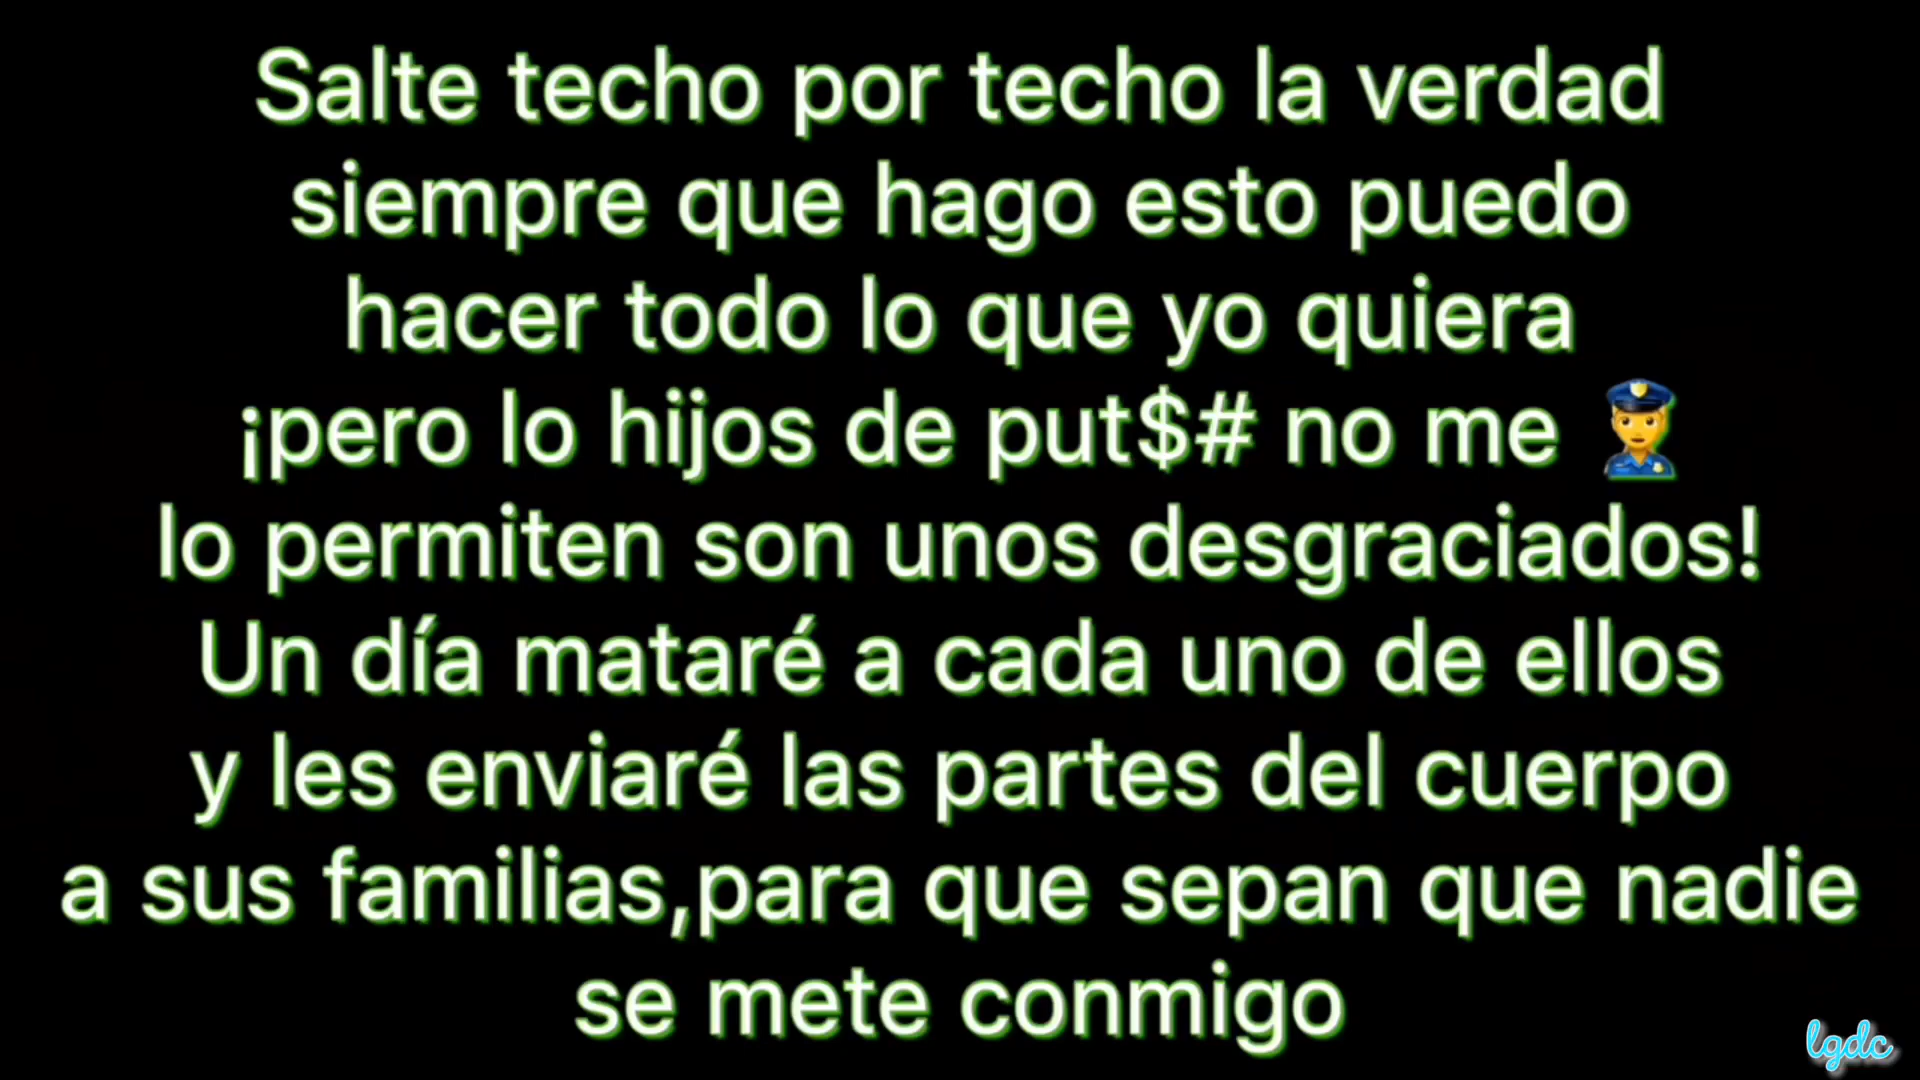 Salte techo por techo la verdad
siempre que hago esto puedo
hacer todo lo que yo quiera
¡pero lo hijos de put$# no me 👮
lo permiten son unos desgraciados!
Un día mataré a cada uno de ellos
y les enviaré las partes del cuerpo
a sus familias,para que sepan que nadie
se mete conmigo
lgdc